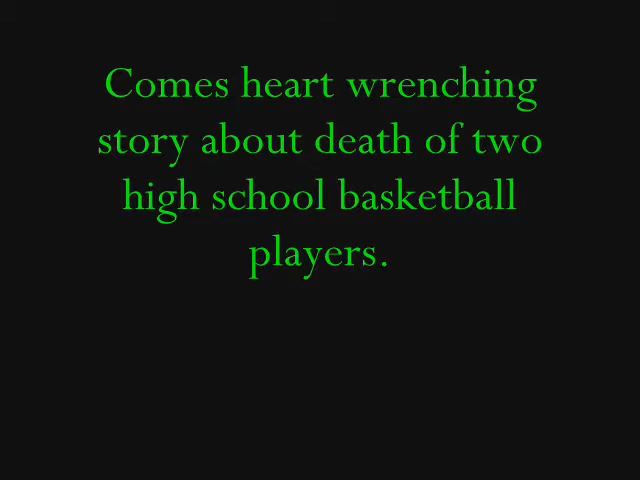 Comes heart wrenching
story about death of two
high school basketball
players.